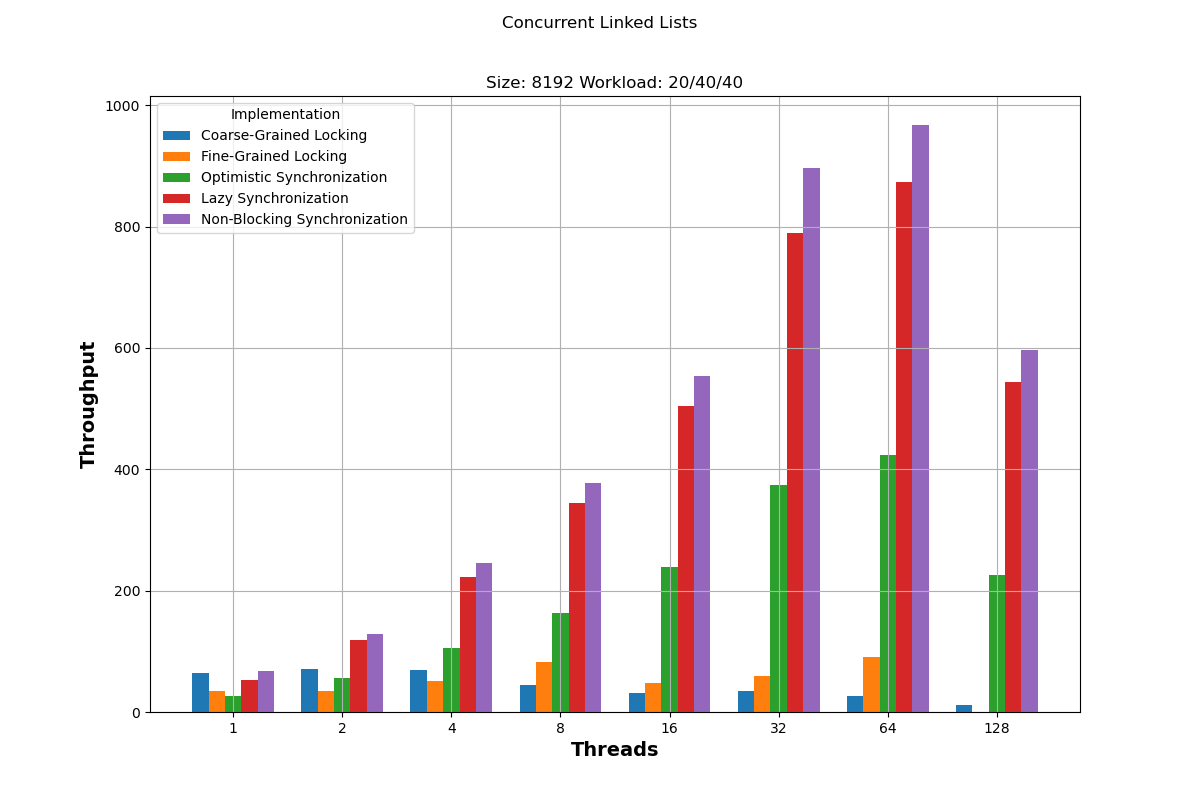 Concurrent Linked Lists
Size: 8192 Workload: 20/40/40
Implementation
Coarse-Grained Locking
Fine-Grained Locking
Optimistic Synchronization
Lazy Synchronization
Non-Blocking Synchronization
Throughput
1000
800
600
400
200
0
1 2 4 8 16 32 64 128
Threads